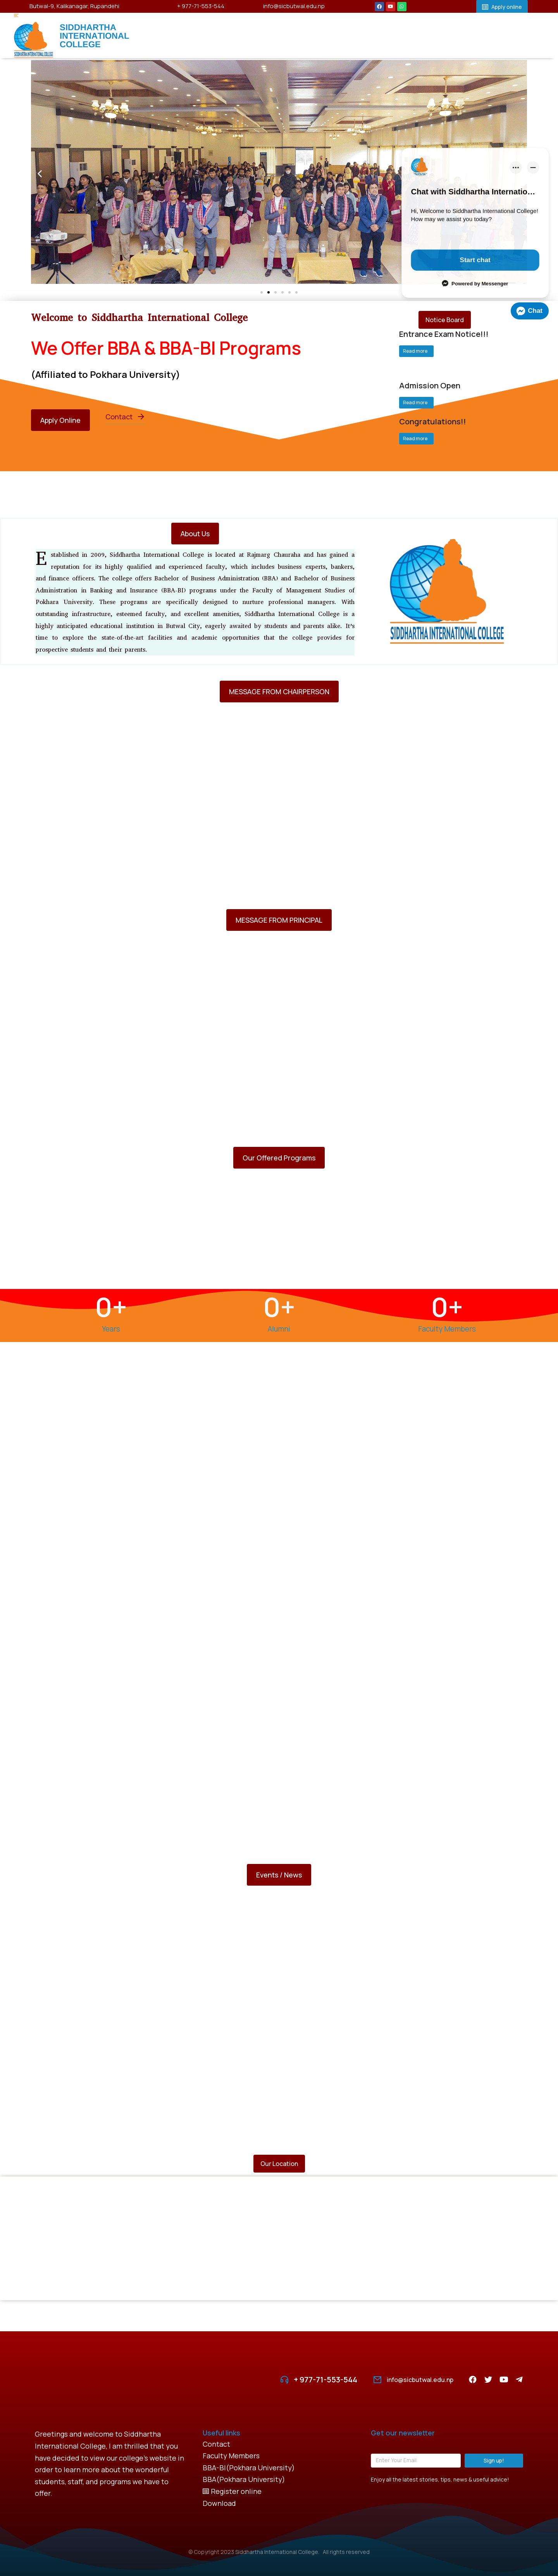 Butwal-9, Kalikanagar, Rupandehi
+ 977-71-553-544
info@sicbutwal.edu.np
Apply online
SIDDHARTHA
INTERNATIONAL
COLLEGE
SIDDHARTHA INTERNATIONAL COLLEGE
Chat with Siddhartha Internatio…
Hi, Welcome to Siddhartha International College!
How may we assist you today?
Start chat
Powered by Messenger
Chat
Welcome to Siddhartha International College
We Offer BBA & BBA-BI Programs
(Affiliated to Pokhara University)
Apply Online
Contact
Notice Board
Entrance Exam Notice!!!
Read more
Admission Open
Read more
Congratulations!!
Read more
About Us
Established in 2009, Siddhartha International College is located at Rajmarg Chauraha and has gained a
reputation for its highly qualified and experienced faculty, which includes business experts, bankers,
and finance officers. The college offers Bachelor of Business Administration (BBA) and Bachelor of Business
Administration in Banking and Insurance (BBA-BI) programs under the Faculty of Management Studies of
Pokhara University. These programs are specifically designed to nurture professional managers. With
outstanding infrastructure, esteemed faculty, and excellent amenities, Siddhartha International College is a
highly anticipated educational institution in Butwal City, eagerly awaited by students and parents alike. It's
time to explore the state-of-the-art facilities and academic opportunities that the college provides for
prospective students and their parents.
SIDDHARTHA INTERNATIONAL COLLEGE
MESSAGE FROM CHAIRPERSON
MESSAGE FROM PRINCIPAL
Our Offered Programs
0+
Years
0+
Alumni
0+
Faculty Members
Events / News
Our Location
+ 977-71-553-544
info@sicbutwal.edu.np
Greetings and welcome to Siddhartha
International College, I am thrilled that you
have decided to view our college's website in
order to learn more about the wonderful
students, staff, and programs we have to
offer.
Useful links
Contact
Faculty Members
BBA-BI(Pokhara University)
BBA(Pokhara University)
Register online
Download
Get our newsletter
Enter Your Email
Sign up!
Enjoy all the latest stories, tips, news & useful advice!
© Copyright 2023 Siddhartha International College . All rights reserved